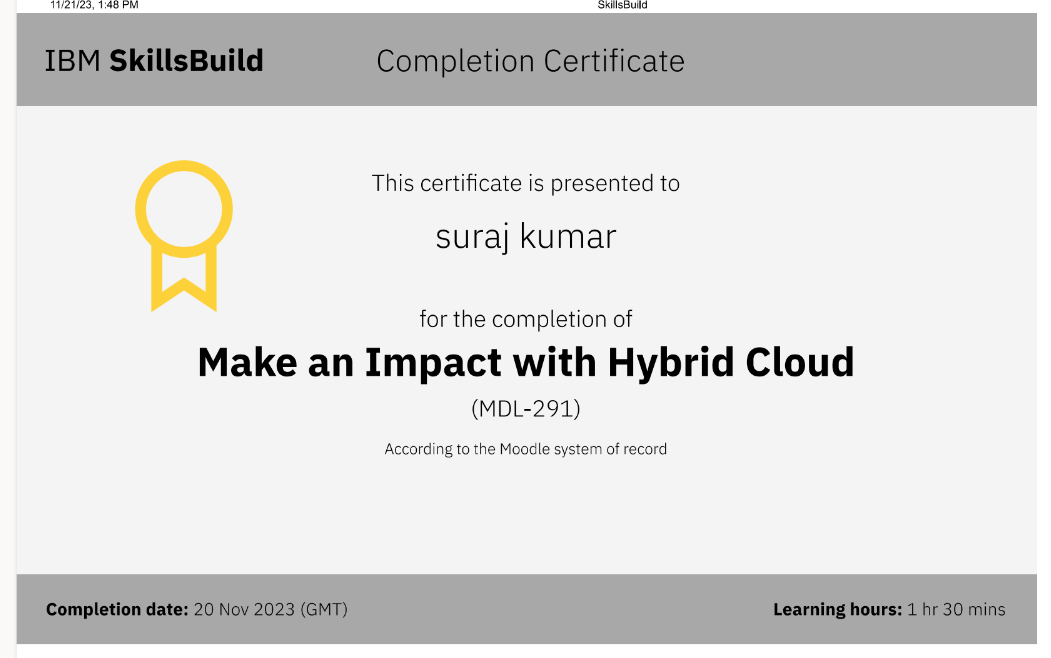 11/21/23, 1:48 PM SkillsBuild
IBM SkillsBuild Completion Certificate
This certificate is presented to
suraj kumar
for the completion of
Make an Impact with Hybrid Cloud
(MDL-291)
According to the Moodle system of record
Completion date: 20 Nov 2023 (GMT) Learning hours: 1 hr 30 mins